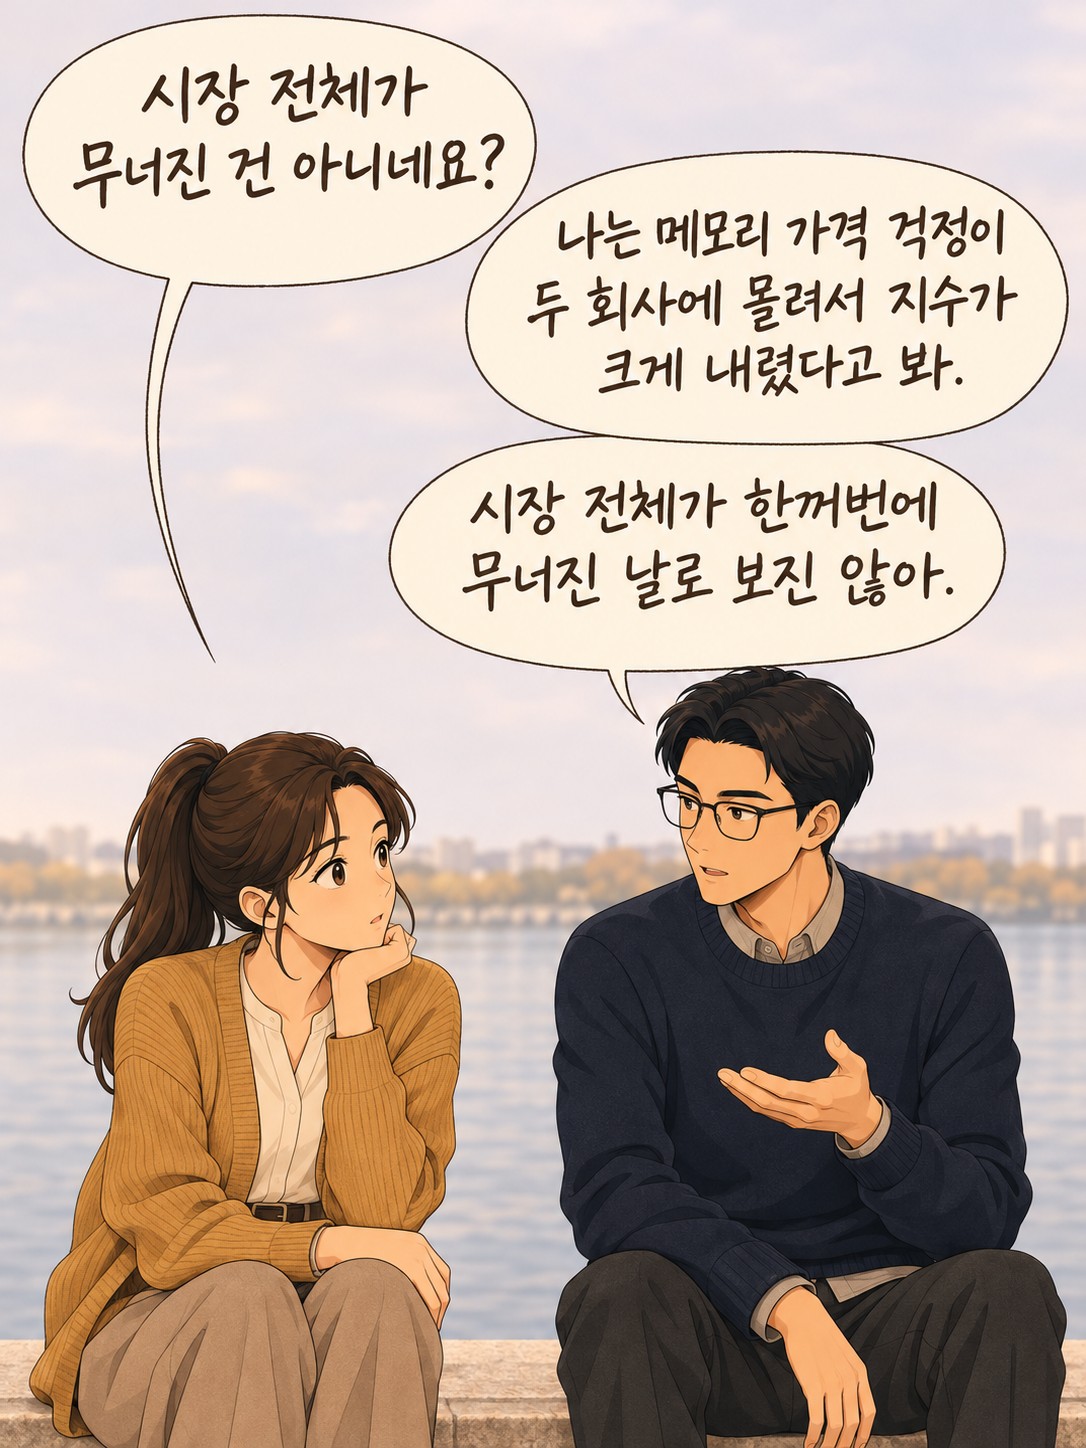 시장 전체가
무너진 건 아니네요?
나는 메모리 가격 걱정이
두 회사에 몰려서 지수가
크게 내렸다고 봐.
시장 전체가 한꺼번에
무너진 날로 보진 않아.